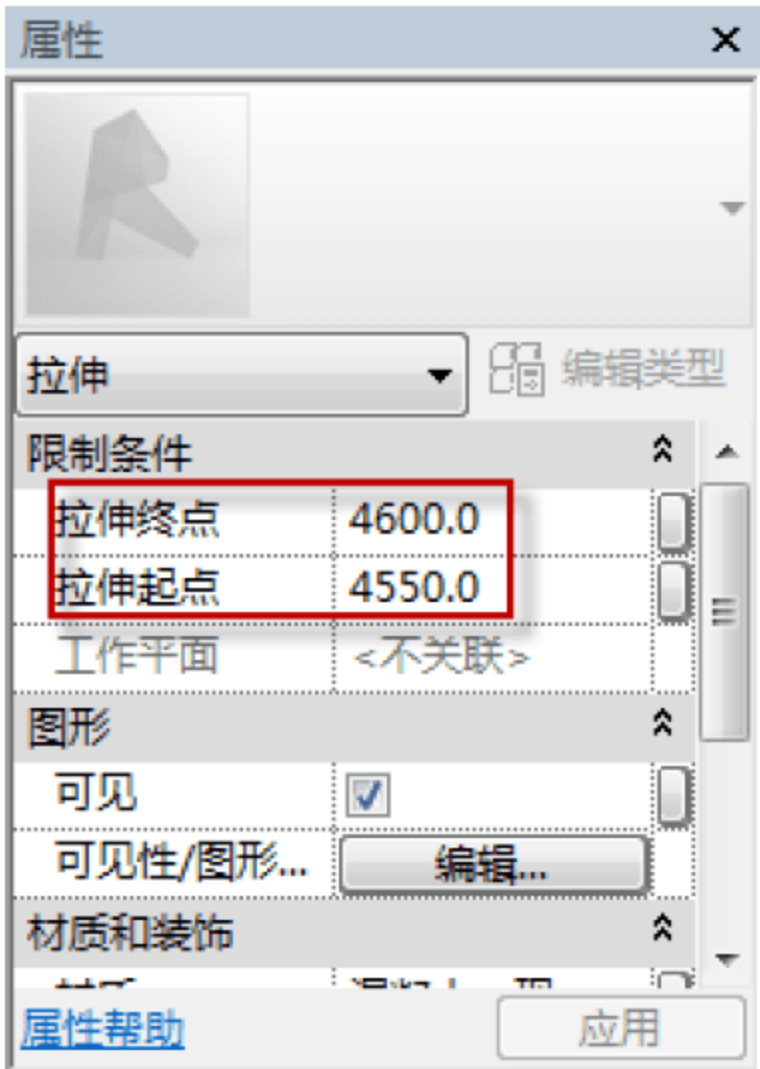 属性
拉伸
编辑类型
限制条件
拉伸终点 4600.0
拉伸起点 4550.0
工作平面 <不关联>
图形
可见
可见性/图形... 编辑...
材质和装饰
属性帮助 应用